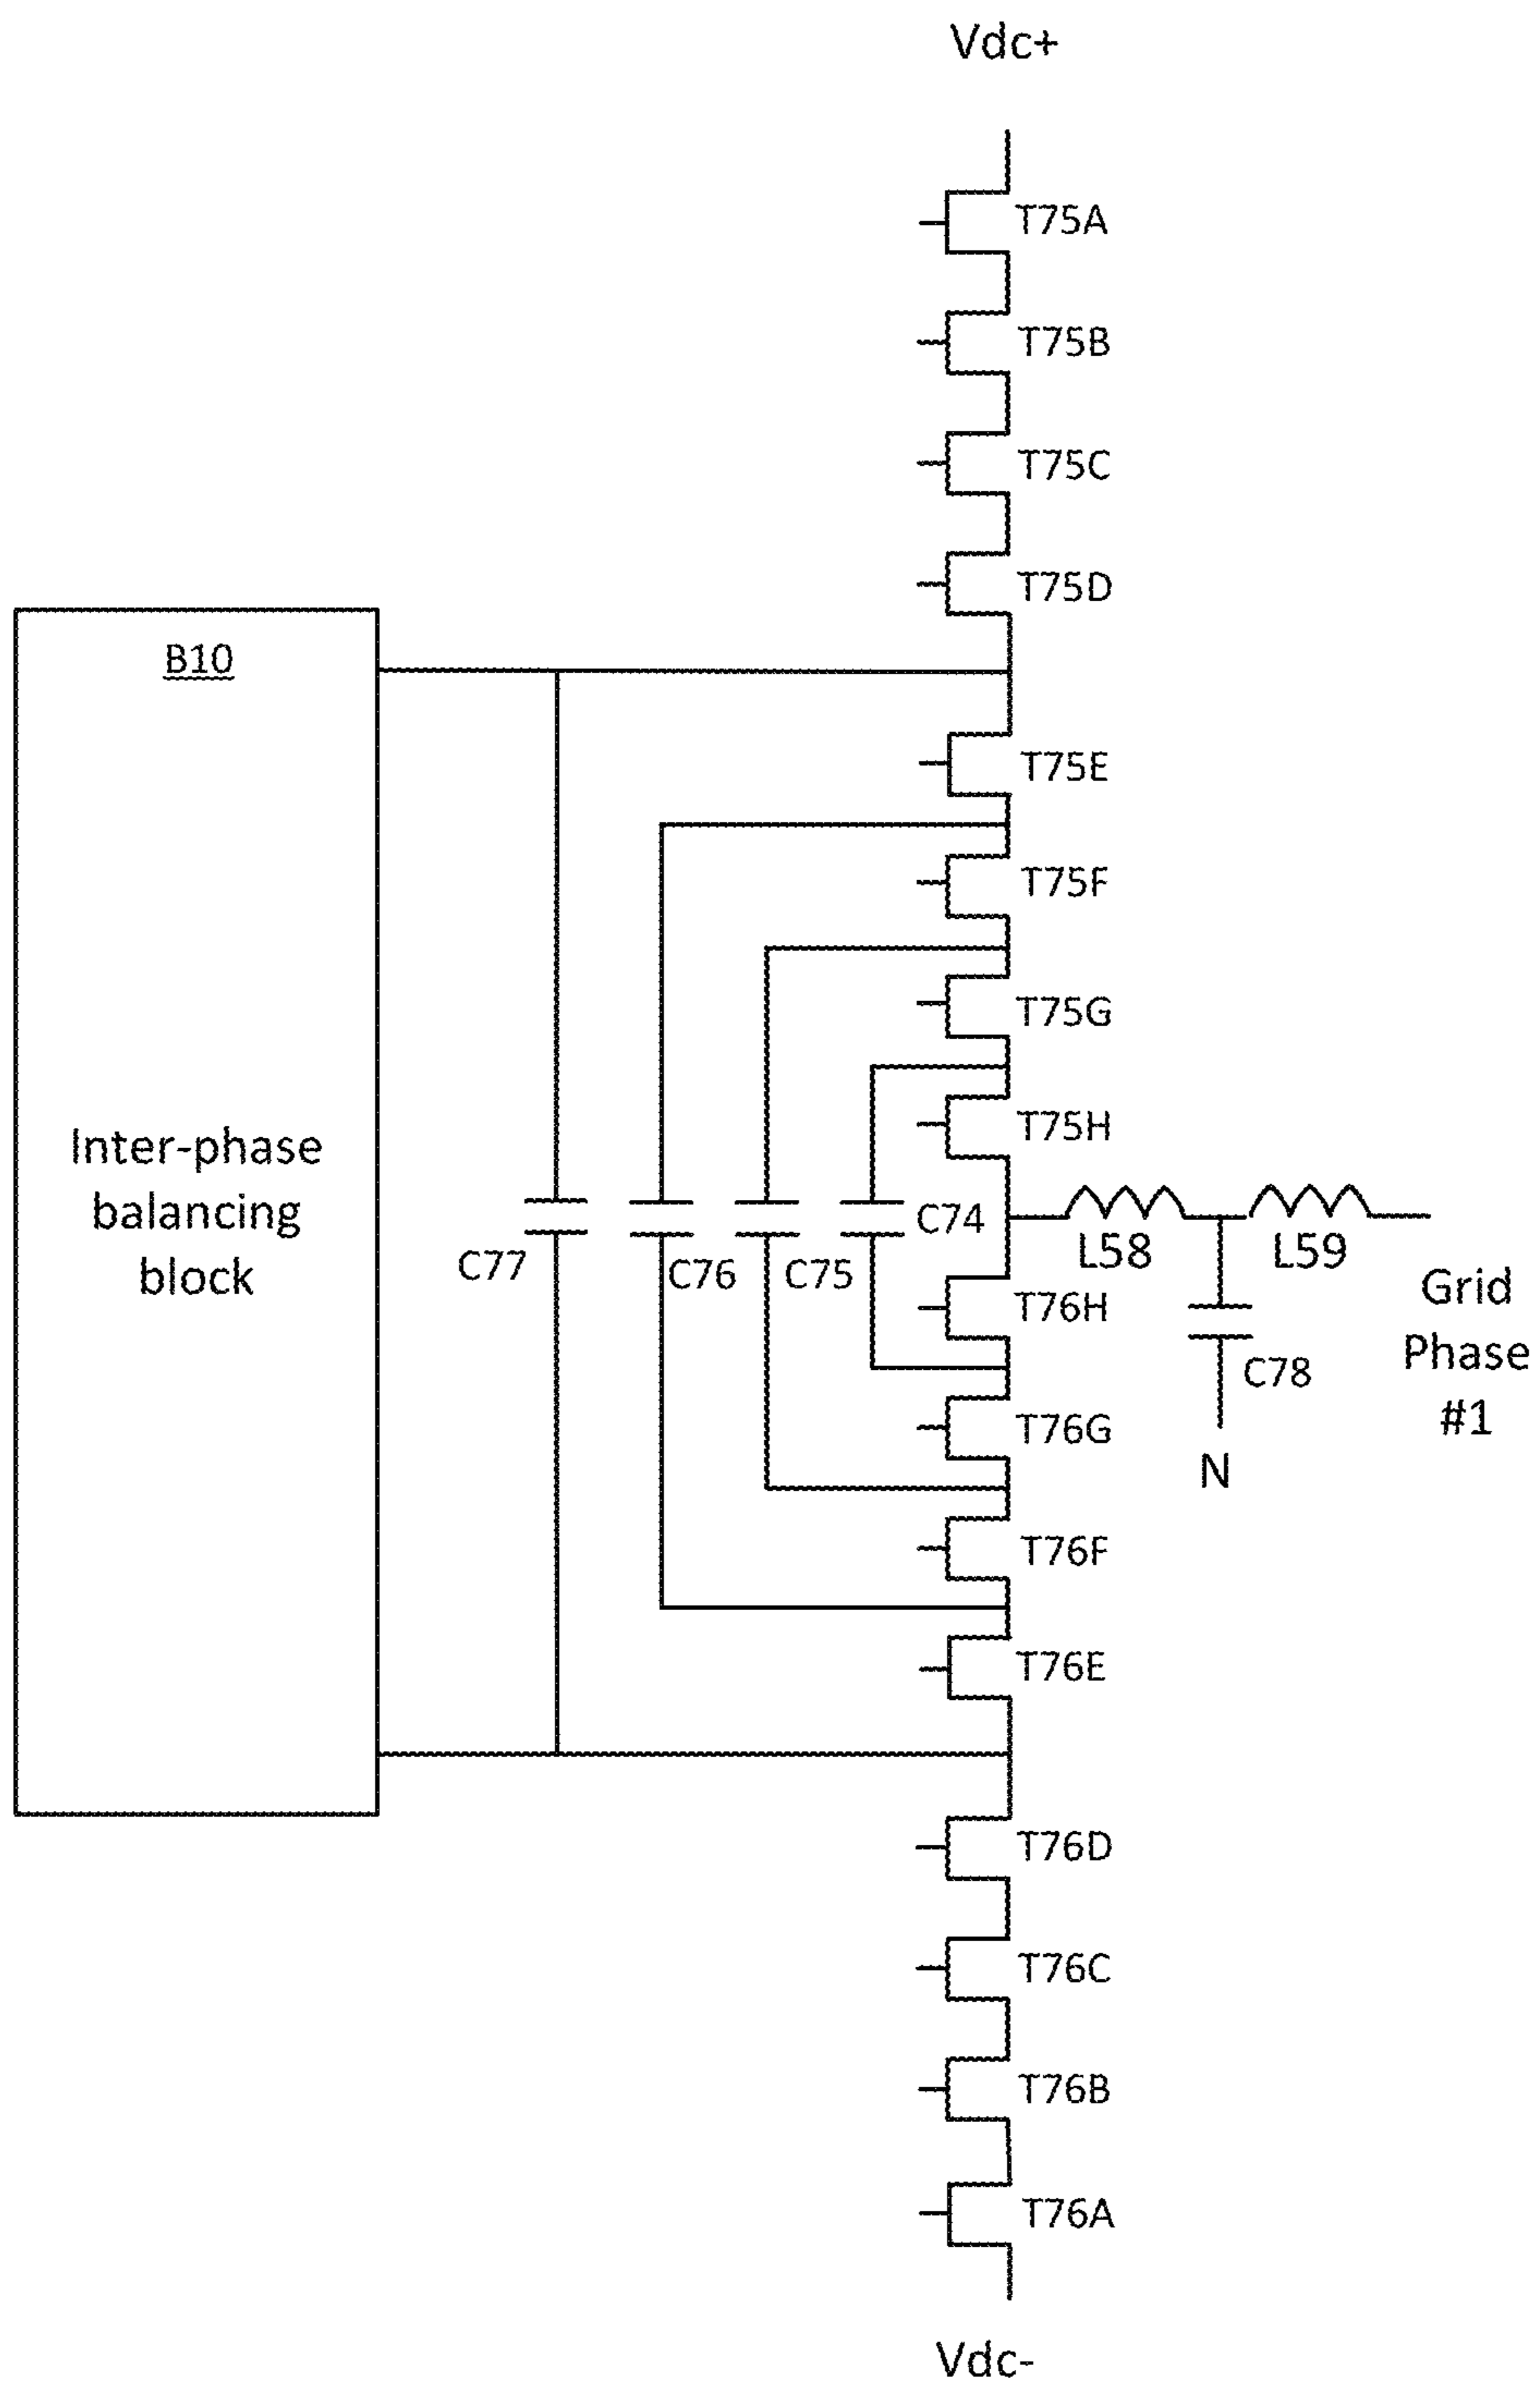 Vdc+
T75A
T75B
T75C
T75D
B10
T75E
T75F
T75G
T75H
Inter-phase
balancing
block
C77
C76
C75
C74
L58
L59
Grid
Phase
#1
T76H
C78
N
T76G
T76F
T76E
T76D
T76C
T76B
T76A
Vdc-